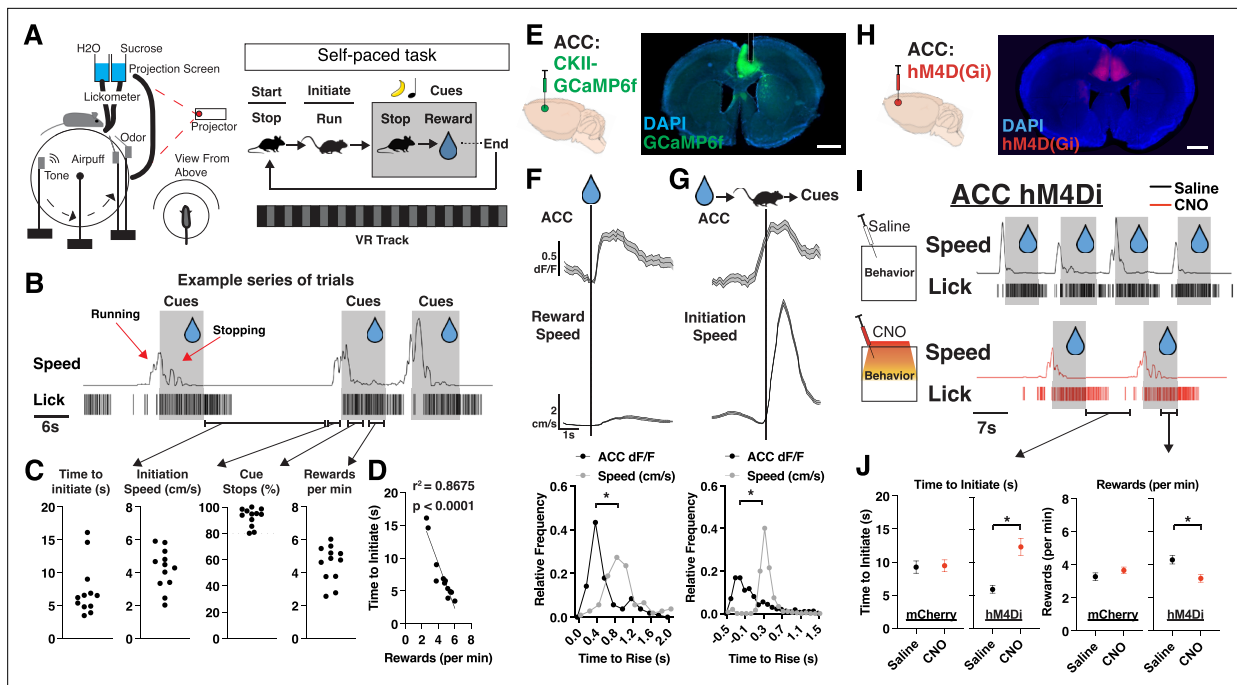 A
H2O
Sucrose
Projection Screen
Lickometer
Projector
Odor
Airpuff
Tone
View From
Above
Self-paced task
Start
Initiate
Cues
Stop
Run
Stop
Reward
End
VR Track
B
Example series of trials
Cues
Cues
Cues
Running
Stopping
Speed
Lick
6s
C
Time to
initiate (s)
Initiation
Speed (cm/s)
Cue
Stops (%)
Rewards
per min
20
15
10
5
0
8
6
4
2
0
100
80
60
40
20
0
8
6
4
2
0
D
r² = 0.8675
p < 0.0001
Time to Initiate (s)
20
15
10
5
0
0 2 4 6 8
Rewards (per min)
E
ACC:
CKII-
GCaMP6f
DAPI
GCaMP6f
F
ACC
0.5
dF/F
Reward
Speed
2
cm/s
1s
ACC dF/F
Speed (cm/s)
*
Relative Frequency
0.6
0.4
0.2
0.0
0.0
0.4
0.8
1.2
1.6
2.0
Time to Rise (s)
G
Cues
ACC
Initiation
Speed
ACC dF/F
Speed (cm/s)
*
Relative Frequency
0.6
0.4
0.2
0.0
-0.5
-0.1
0.3
0.7
1.1
1.5
Time to Rise (s)
H
ACC:
hM4D(Gi)
DAPI
hM4D(Gi)
I
ACC hM4Di
Saline
CNO
Saline
Behavior
Speed
Lick
CNO
Behavior
Speed
Lick
7s
J
Time to Initiate (s)
Time to Initiate (s)
20
15
10
5
0
mCherry
hM4Di
*
Saline
CNO
Saline
CNO
Rewards (per min)
Rewards (per min)
8
6
4
2
0
mCherry
hM4Di
*
Saline
CNO
Saline
CNO